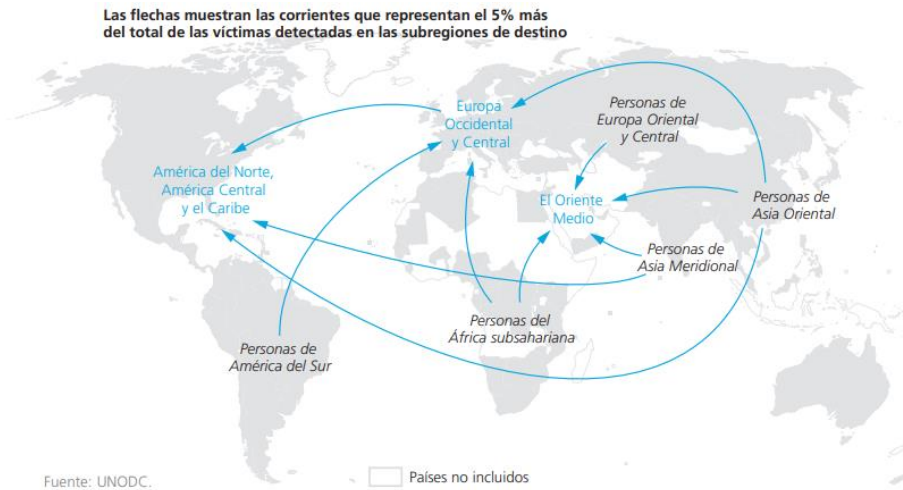 Las flechas muestran las corrientes que representan el 5% más
del total de las víctimas detectadas en las subregiones de destino
Europa
Occidental
y Central
Personas de
Europa Oriental
y Central
América del Norte,
América Central
y el Caribe
El Oriente
Medio
Personas de
Asia Oriental
Personas de
Asia Meridional
Personas del
África subsahariana
Personas de
América del Sur
Fuente: UNODC.
Países no incluidos